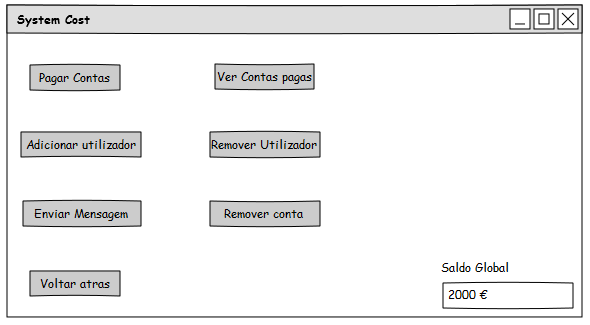 System Cost
Pagar Contas
Ver Contas pagas
Adicionar utilizador
Remover Utilizador
Enviar Mensagem
Remover conta
Voltar atras
Saldo Global
2000 €